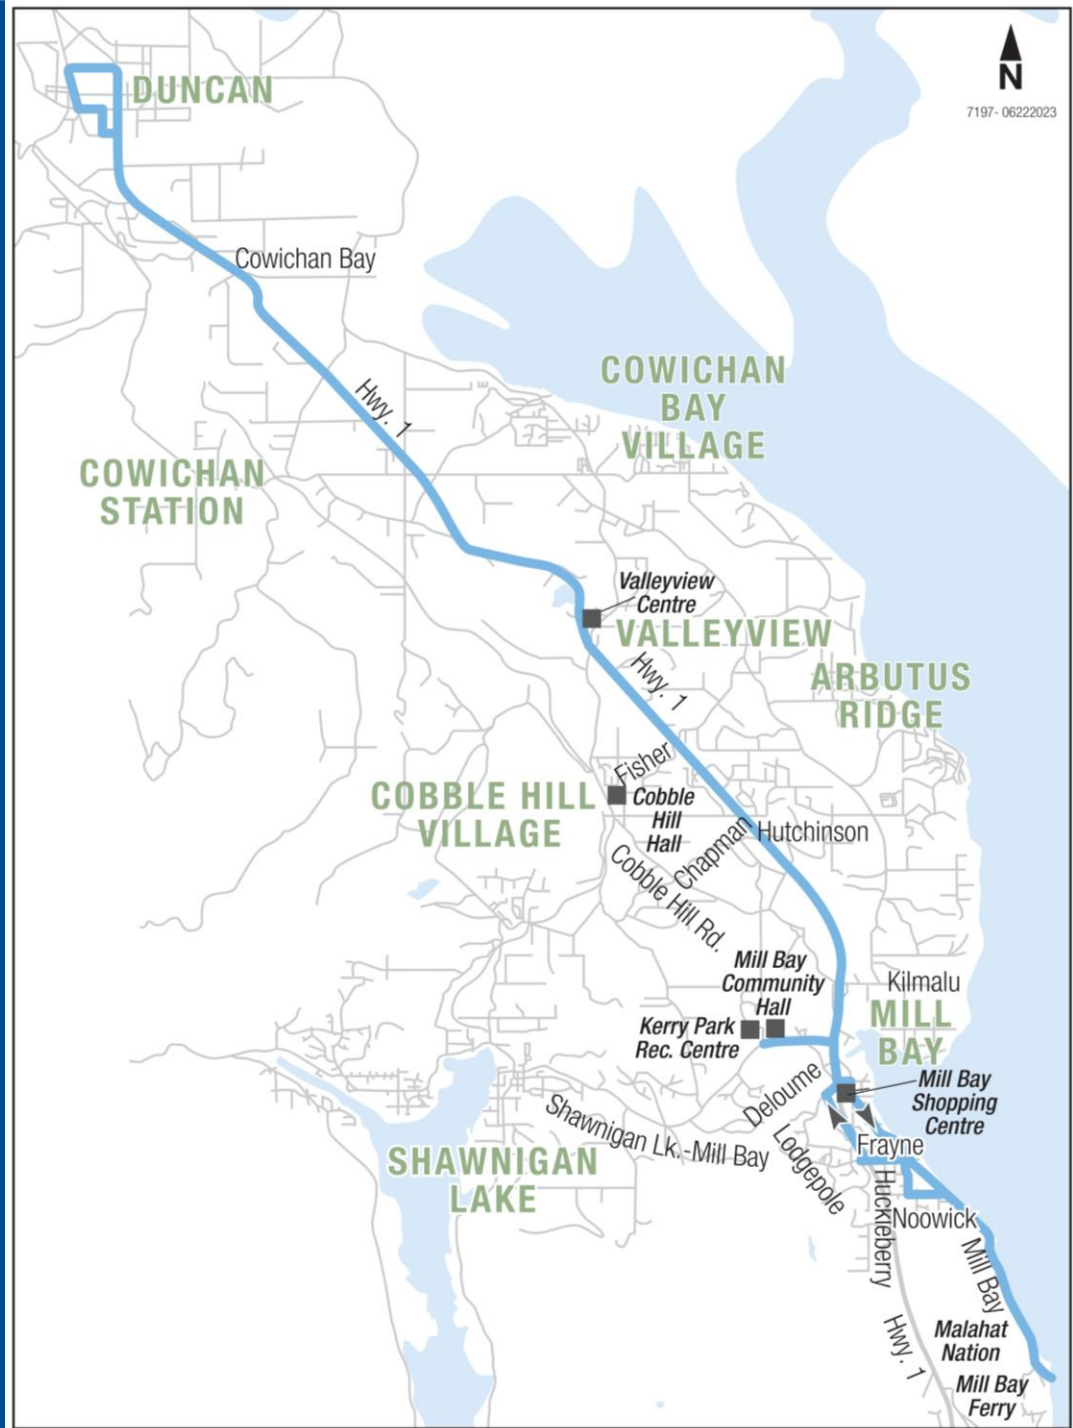 N
7197- 06222023
DUNCAN
Cowichan Bay
Hwy. 1
COWICHAN
BAY
VILLAGE
COWICHAN
STATION
Valleyview
Centre
VALLEYVIEW
Hwy. 1
ARBUTUS
RIDGE
Fisher
COBBLE HILL
VILLAGE
Cobble
Hill
Hall
Chapman
Hutchinson
Cobble Hill Rd.
Mill Bay
Community
Hall
Kilmalu
MILL
BAY
Kerry Park
Rec. Centre
Mill Bay
Shopping
Centre
Deloume
Shawnigan Lk.-Mill Bay
Lodgepole
Frayne
SHAWNIGAN
LAKE
Huckleberry
Noowick
Mill Bay
Hwy. 1
Malahat
Nation
Mill Bay
Ferry